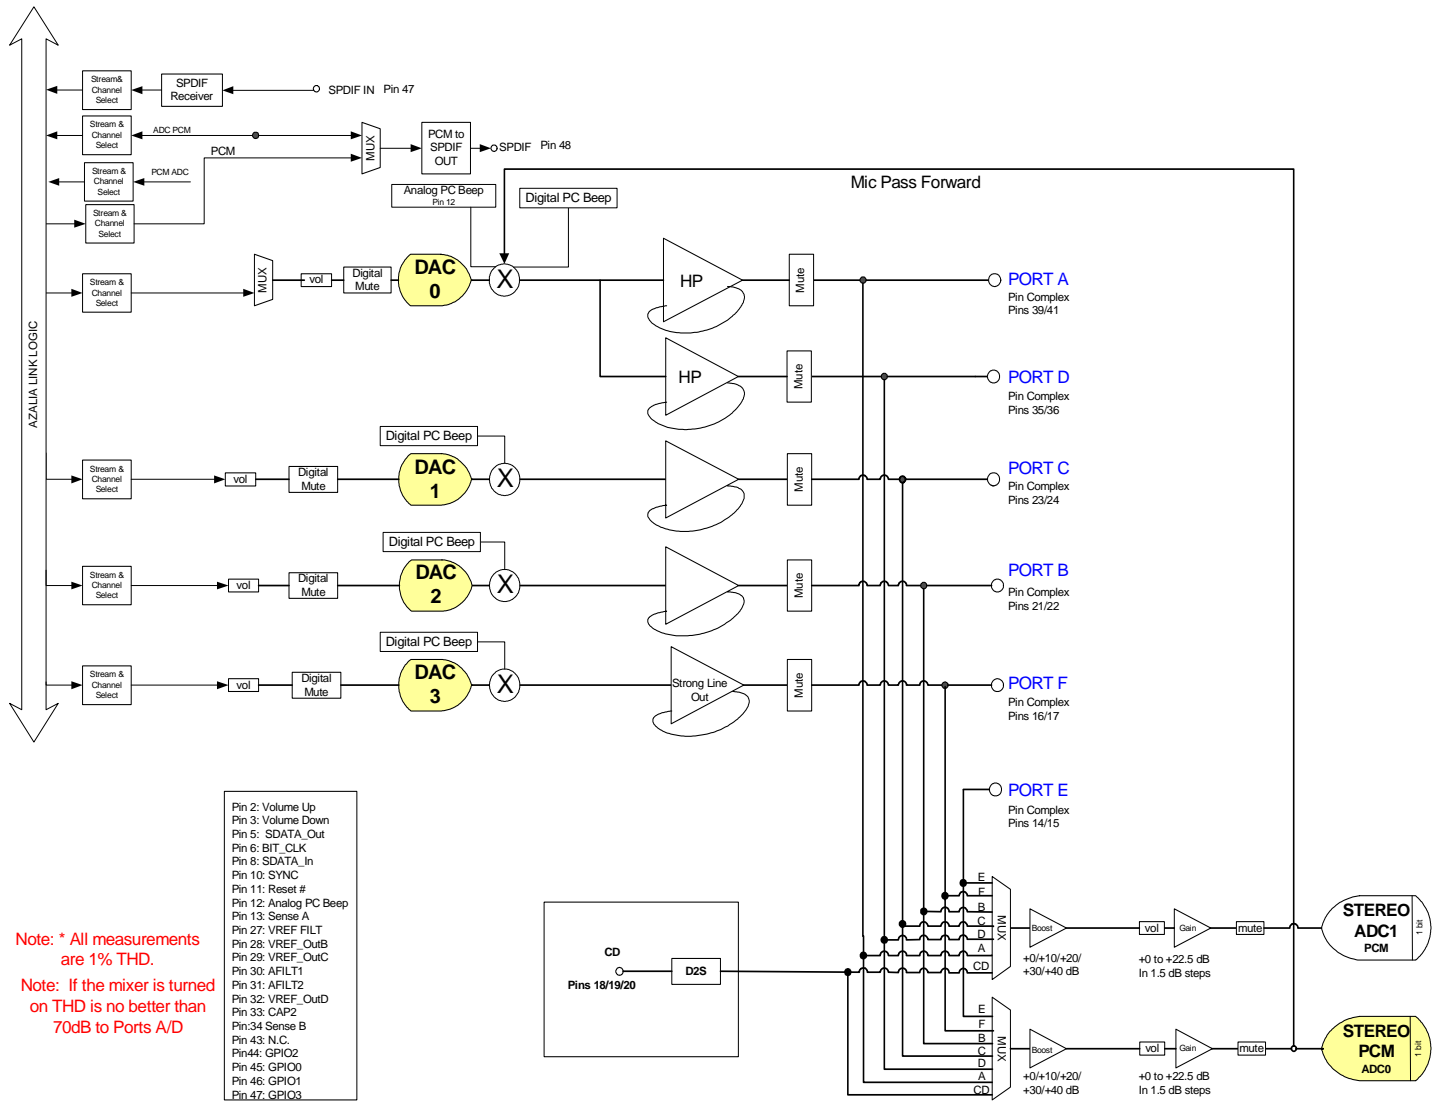 Stream&
Channel
Select
SPDIF
Receiver
SPDIF IN Pin 47
Stream &
Channel
Select
ADC PCM
MUX
PCM to
SPDIF
OUT
SPDIF Pin 48
PCM
Stream &
Channel
Select
PCM ADC
Stream &
Channel
Select
Analog PC Beep
Pin 12
Digital PC Beep
Mic Pass Forward
AZALIA LINK LOGIC
Stream &
Channel
Select
MUX
vol
Digital
Mute
DAC
0
X
HP
Mute
PORT A
Pin Complex
Pins 39/41
HP
Mute
PORT D
Pin Complex
Pins 35/36
Digital PC Beep
Stream &
Channel
Select
vol
Digital
Mute
DAC
1
X
Mute
PORT C
Pin Complex
Pins 23/24
Digital PC Beep
Stream &
Channel
Select
vol
Digital
Mute
DAC
2
X
Mute
PORT B
Pin Complex
Pins 21/22
Digital PC Beep
Stream &
Channel
Select
vol
Digital
Mute
DAC
3
X
Strong Line
Out
Mute
PORT F
Pin Complex
Pins 16/17
PORT E
Pin Complex
Pins 14/15
Pin 2: Volume Up
Pin 3: Volume Down
Pin 5: SDATA_Out
Pin 6: BIT_CLK
Pin 8: SDATA_In
Pin 10: SYNC
Pin 11: Reset #
Pin 12: Analog PC Beep
Pin 13: Sense A
Pin 27: VREF FILT
Pin 28: VREF_OutB
Pin 29: VREF_OutC
Pin 30: AFILT1
Pin 31: AFILT2
Pin 32: VREF_OutD
Pin 33: CAP2
Pin:34 Sense B
Pin 43: N.C.
Pin44: GPIO2
Pin 45: GPIO0
Pin 46: GPIO1
Pin 47: GPIO3
Note: * All measurements
are 1% THD.
Note: If the mixer is turned
on THD is no better than
70dB to Ports A/D
CD
Pins 18/19/20
D2S
E
F
B
C
D
A
CD
MUX
Boost
+0/+10/+20/
+30/+40 dB
vol
Gain
+0 to +22.5 dB
In 1.5 dB steps
mute
STEREO
ADC1
PCM
1 bit
E
F
B
C
D
A
CD
MUX
Boost
+0/+10/+20/
+30/+40 dB
vol
Gain
+0 to +22.5 dB
In 1.5 dB steps
mute
STEREO
PCM
ADC0
1 bit